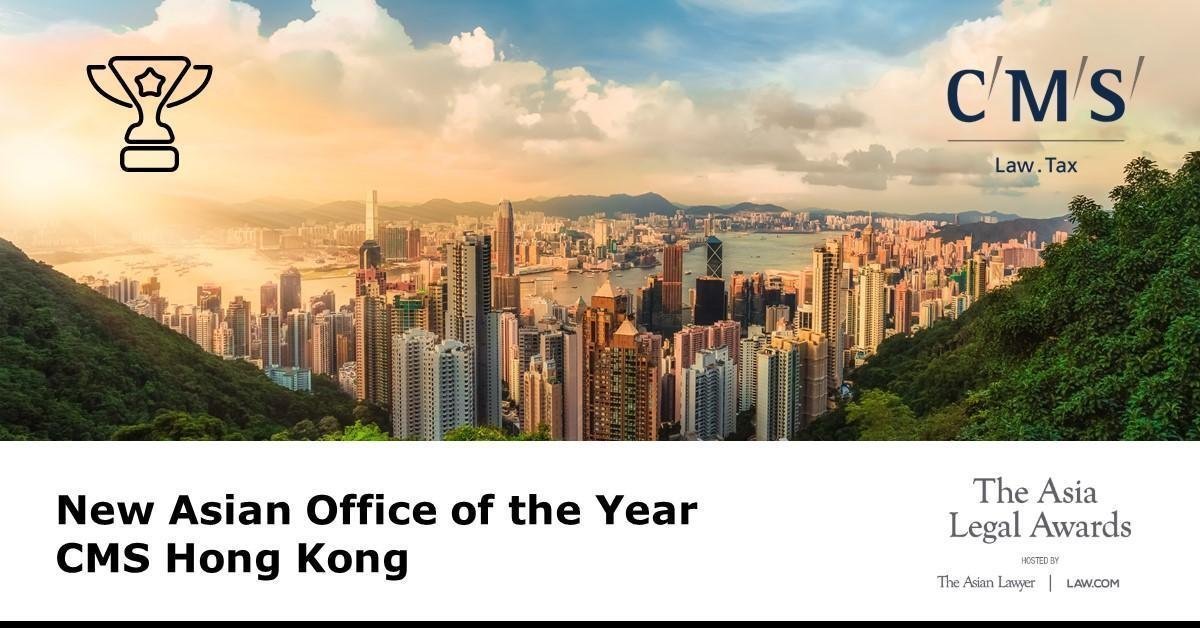 C/M/S/
Law.Tax
New Asian Office of the Year
CMS Hong Kong
The Asia
Legal Awards
HOSTED BY
The Asian Lawyer | LAW.COM